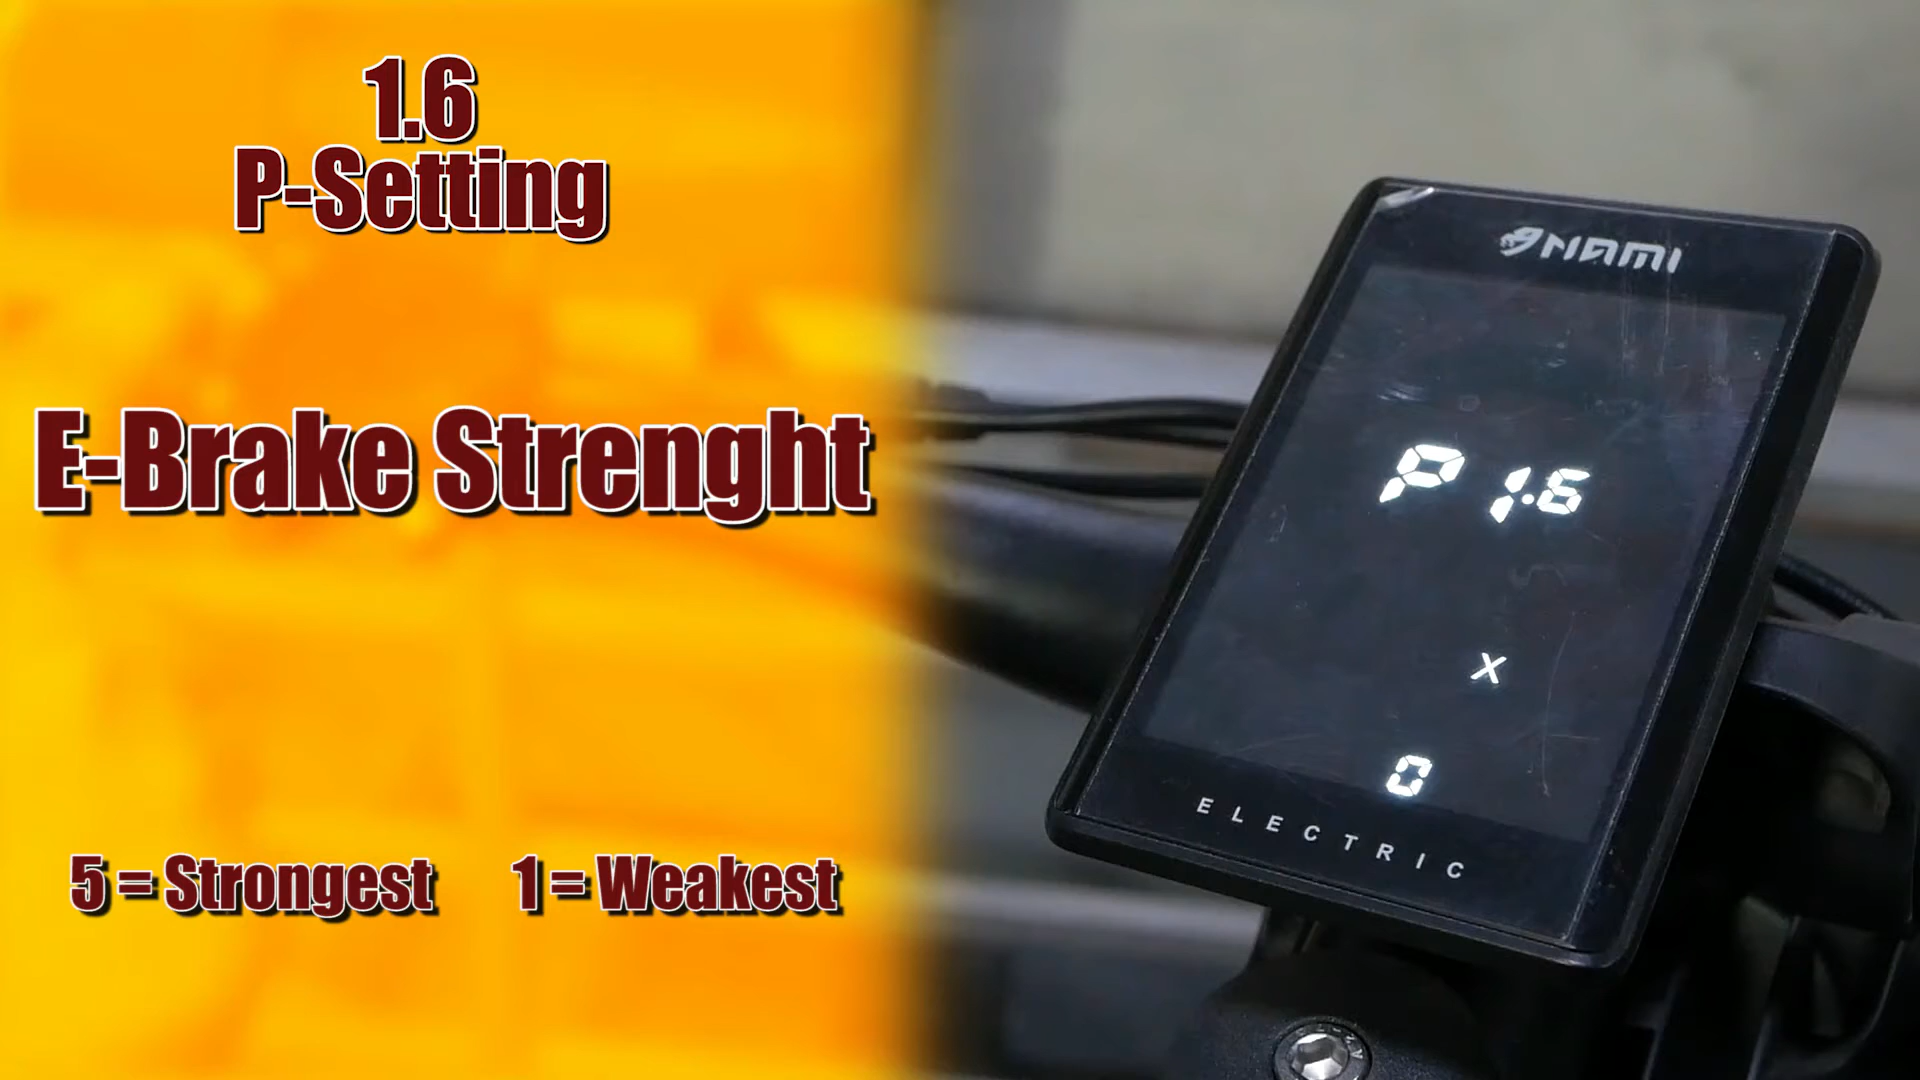 1.6
P-Setting
E-Brake Strenght
5 = Strongest 1 = Weakest
NAMI
P 1.6
X
0
ELECTRIC